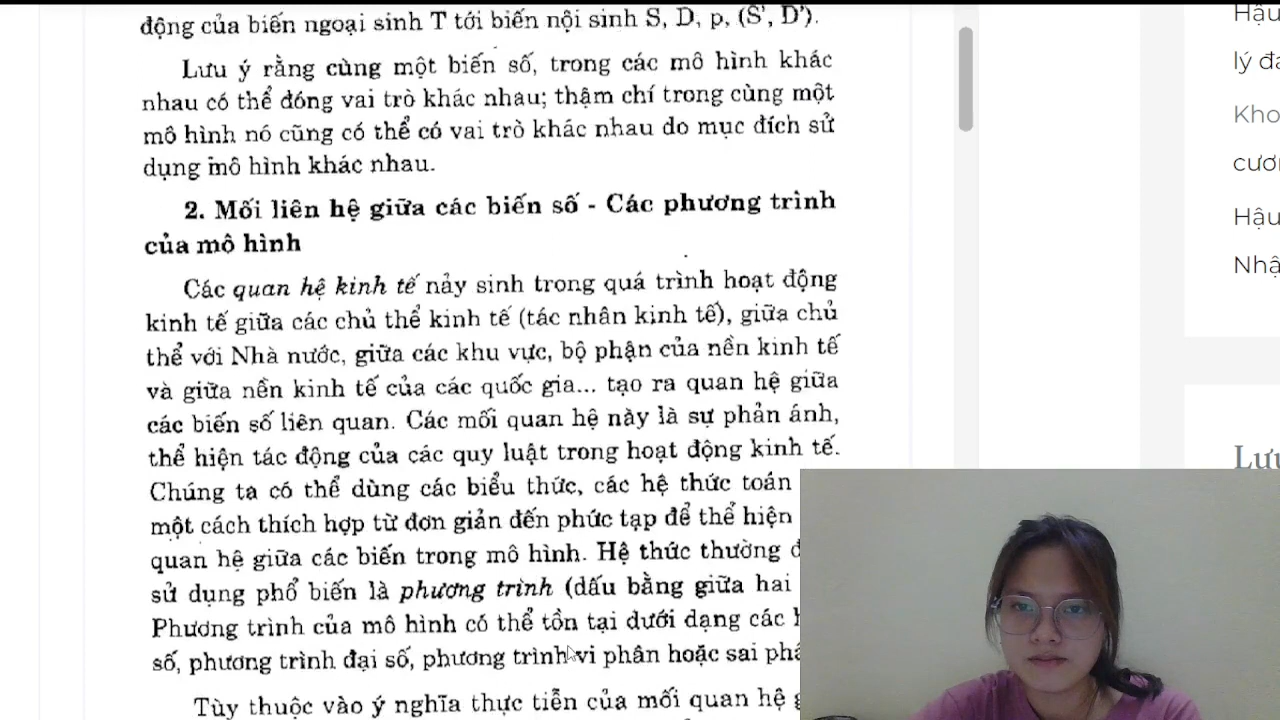 động của biến ngoại sinh T tới biến nội sinh S, D, p, (S', D').
Lưu ý rằng cùng một biến số, trong các mô hình khác
nhau có thể đóng vai trò khác nhau; thậm chí trong cùng một
mô hình nó cũng có thể có vai trò khác nhau do mục đích sử
dụng mô hình khác nhau.
2. Mối liên hệ giữa các biến số - Các phương trình
của mô hình
Các quan hệ kinh tế nảy sinh trong quá trình hoạt động
kinh tế giữa các chủ thể kinh tế (tác nhân kinh tế), giữa chủ
thể với Nhà nước, giữa các khu vực, bộ phận của nền kinh tế
và giữa nền kinh tế của các quốc gia... tạo ra quan hệ giữa
các biến số liên quan. Các mối quan hệ này là sự phản ánh,
thể hiện tác động của các quy luật trong hoạt động kinh tế.
Chúng ta có thể dùng các biểu thức, các hệ thức toán
một cách thích hợp từ đơn giản đến phức tạp để thể hiện
quan hệ giữa các biến trong mô hình. Hệ thức thường
sử dụng phổ biến là phương trình (dấu bằng giữa hai
Phương trình của mô hình có thể tồn tại dưới dạng các
số, phương trình đại số, phương trình vi phân hoặc sai
Tùy thuộc vào ý nghĩa thực tiễn của mối quan hệ
Hậu
lý
Kho
Hậu
Nhậ
Lưu